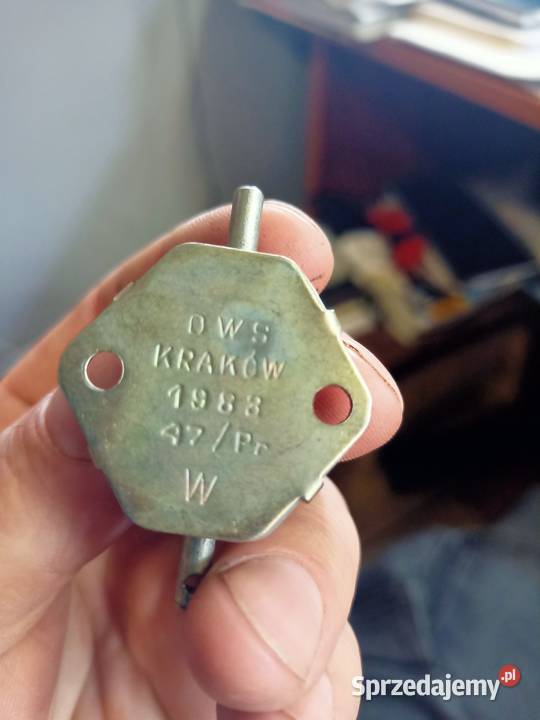 OWS
KRAKÓW
1988
47/Pr
W
Sprzedajemy.pl